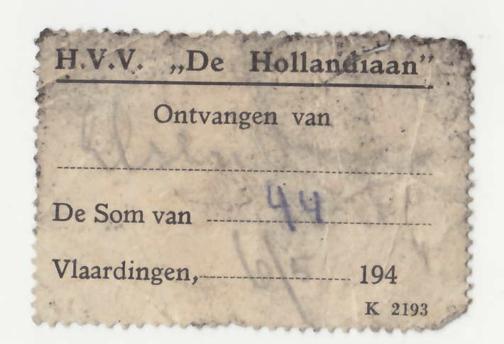 H.V.V. „De Hollandiaan”
Ontvangen van
De Som van 44
Vlaardingen, 194
K 2193